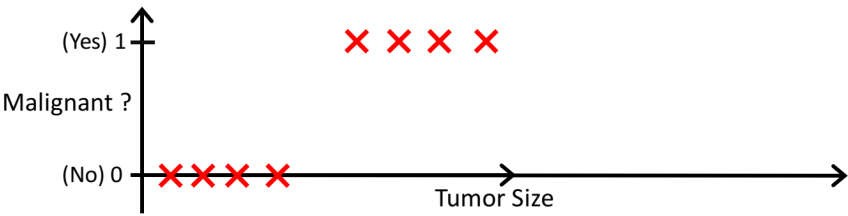 (Yes) 1
Malignant ?
(No) 0
Tumor Size